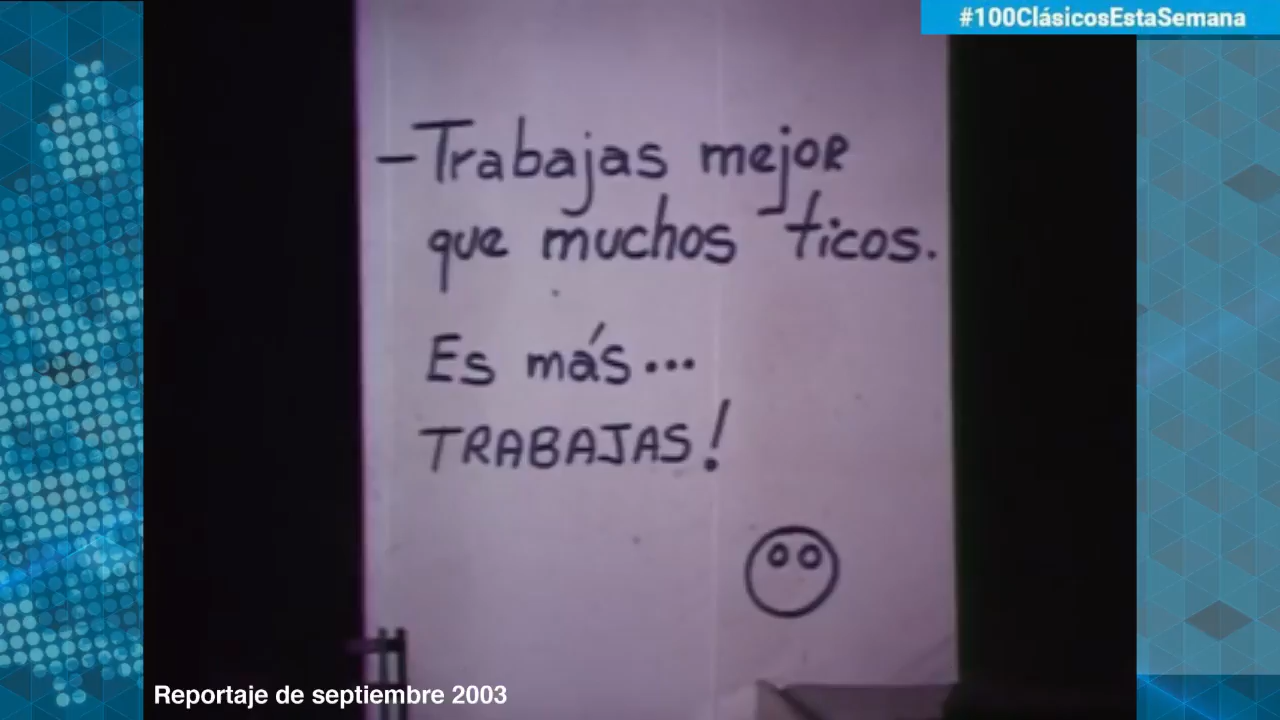 #100ClásicosEstaSemana
-Trabajas mejor
que muchos ticos.
Es más...
TRABAJAS!
Reportaje de septiembre 2003